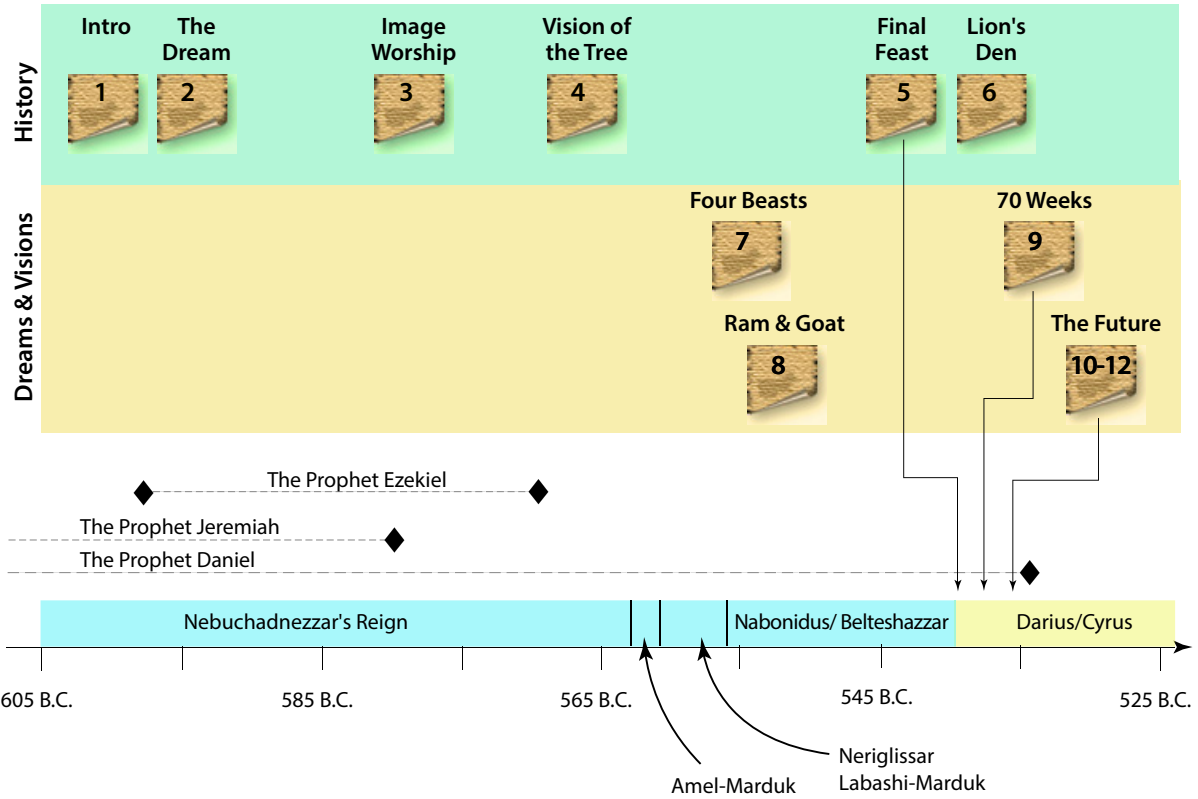 History
Intro
The
Dream
Image
Worship
Vision of
the Tree
Final
Feast
Lion's
Den
1
2
3
4
5
6
Dreams & Visions
Four Beasts
70 Weeks
7
9
Ram & Goat
The Future
8
10-12
The Prophet Ezekiel
The Prophet Jeremiah
The Prophet Daniel
Nebuchadnezzar's Reign
Nabonidus/ Belteshazzar
Darius/Cyrus
605 B.C.
585 B.C.
565 B.C.
545 B.C.
525 B.C.
Amel-Marduk
Neriglissar
Labashi-Marduk